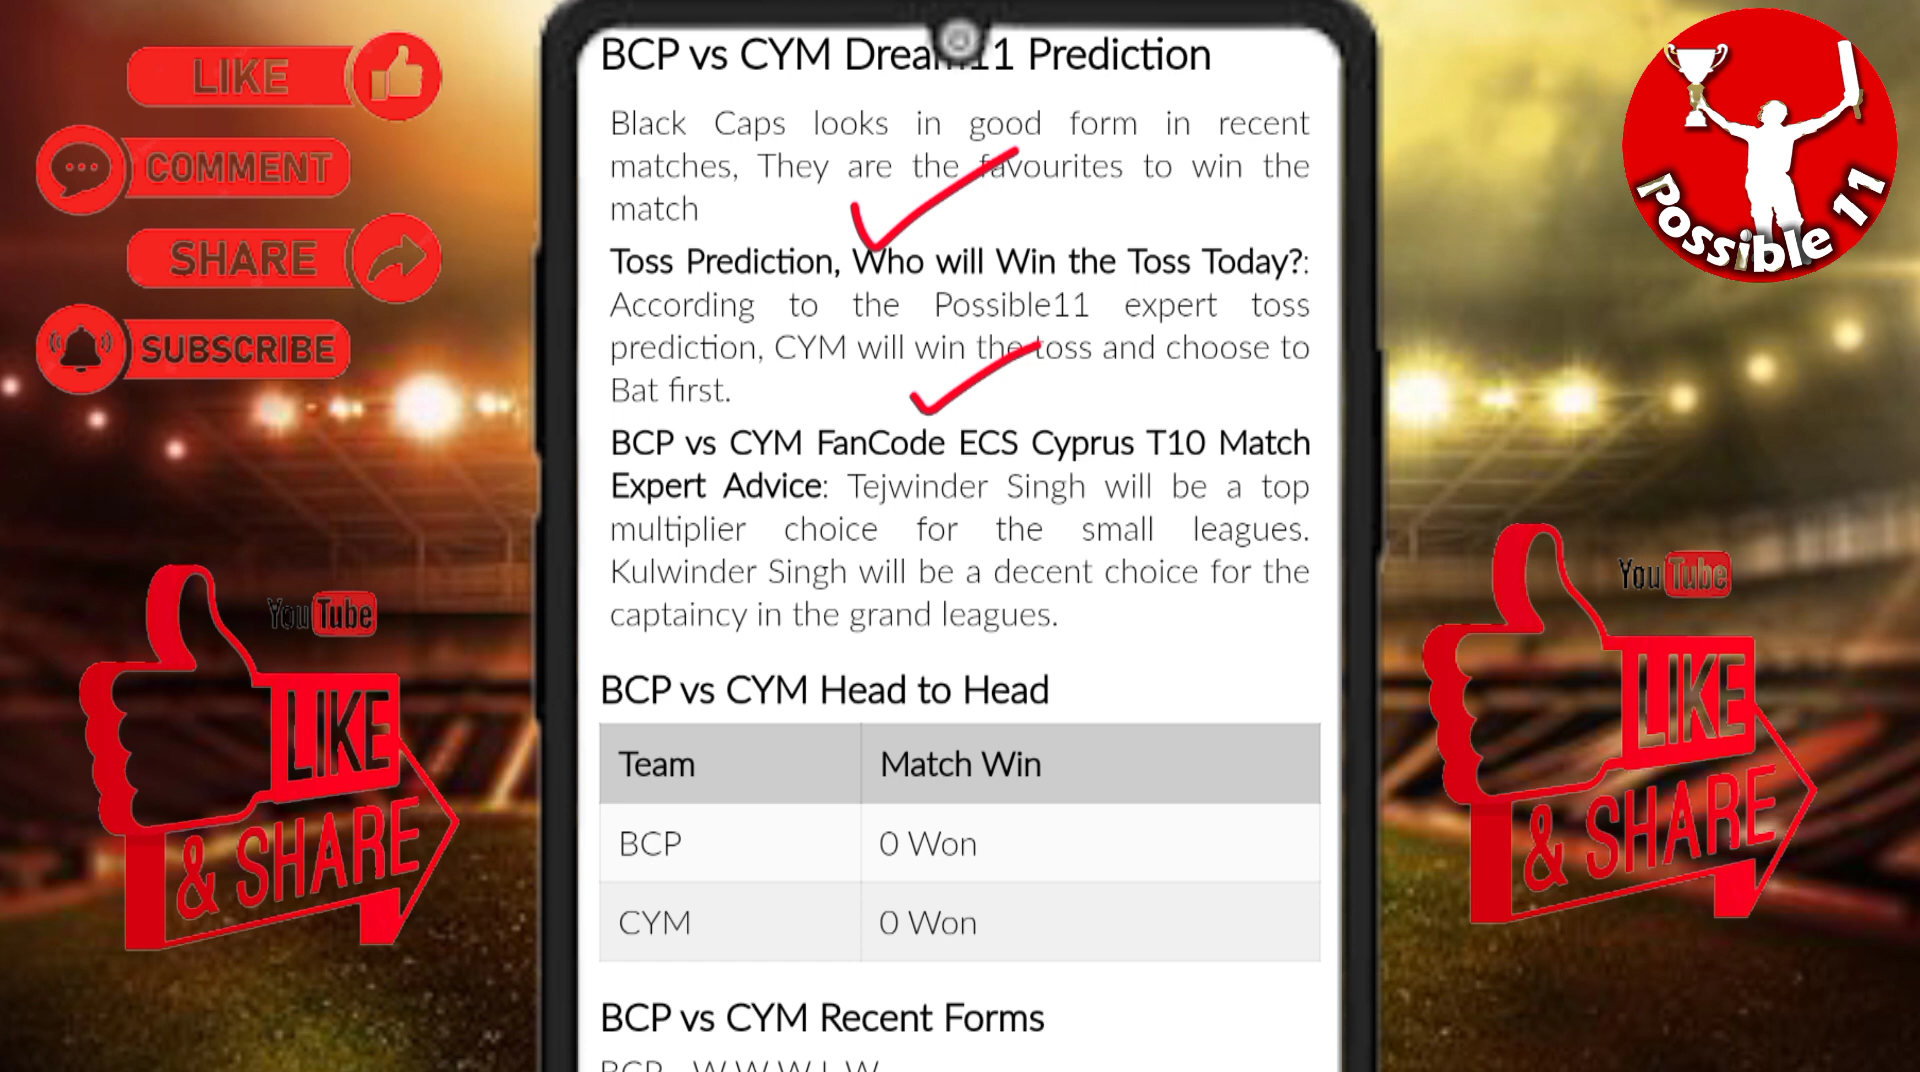 LIKE
COMMENT
SHARE
SUBSCRIBE
YouTube
LIKE
& SHARE
BCP vs CYM Dream11 Prediction
Black Caps looks in good form in recent
matches, They are the favourites to win the
match
Toss Prediction, Who will Win the Toss Today?:
According to the Possible11 expert toss
prediction, CYM will win the toss and choose to
Bat first.
BCP vs CYM FanCode ECS Cyprus T10 Match
Expert Advice: Tejwinder Singh will be a top
multiplier choice for the small leagues.
Kulwinder Singh will be a decent choice for the
captaincy in the grand leagues.
BCP vs CYM Head to Head
Team Match Win
BCP 0 Won
CYM 0 Won
BCP vs CYM Recent Forms
BCP - W W W L W
Possible 11
YouTube
LIKE
& SHARE